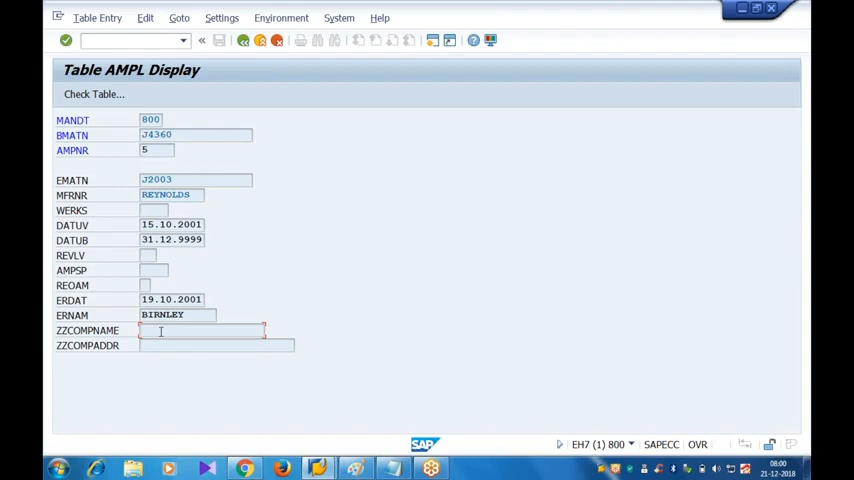 Table Entry Edit Goto Settings Environment System Help
Table AMPL Display
Check Table...
MANDT 800
BMATN J4360
AMPNR 5
EMATN J2003
MFRNR REYNOLDS
WERKS
DATUV 15.10.2001
DATUB 31.12.9999
REVLV
AMPSP
REOAM
ERDAT 19.10.2001
ERNAM BIRNLEY
ZZCOMPNAME
ZZCOMPADDR
SAP
EH7 (1) 800 SAPECC OVR
08:00
21-12-2018